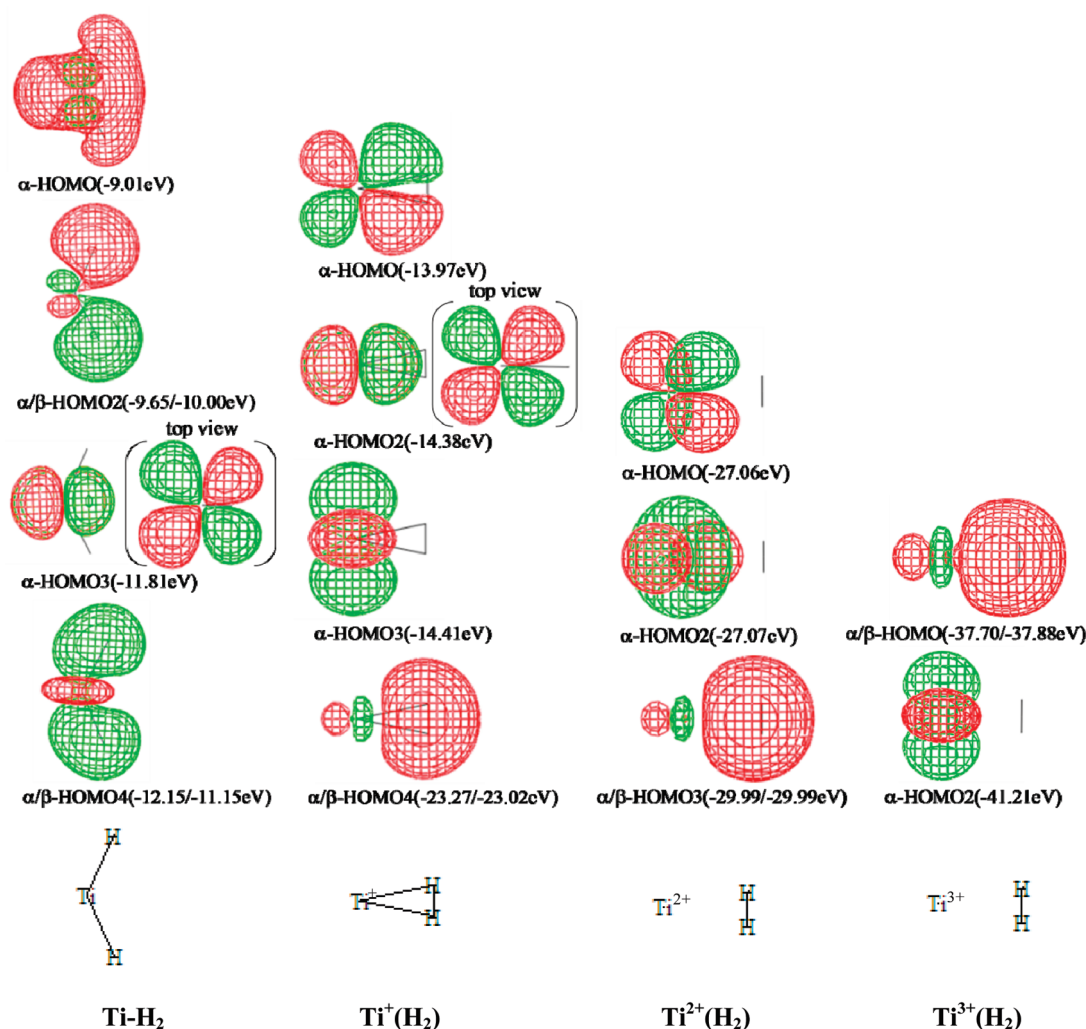 α-HOMO(-9.01eV)
α/β-HOMO2(-9.65/-10.00eV)
top view
α-HOMO3(-11.81eV)
α/β-HOMO4(-12.15/-11.15eV)
H
Ti
H
Ti-H₂
α-HOMO(-13.97eV)
top view
α-HOMO2(-14.38eV)
α-HOMO3(-14.41eV)
α/β-HOMO4(-23.27/-23.02eV)
H
Ti⁺
H
Ti⁺(H₂)
α-HOMO(-27.06eV)
α-HOMO2(-27.07eV)
α/β-HOMO3(-29.99/-29.99eV)
H
Ti²⁺
H
Ti²⁺(H₂)
α/β-HOMO(-37.70/-37.88eV)
α-HOMO2(-41.21eV)
H
Ti³⁺
H
Ti³⁺(H₂)